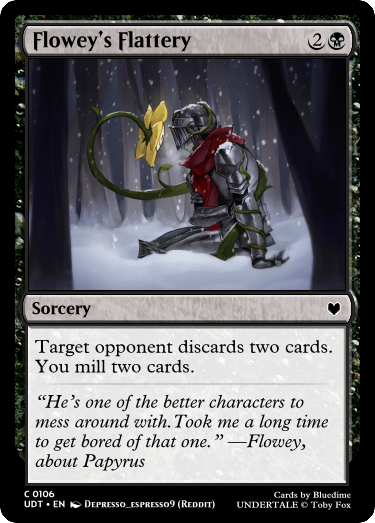 Flowey's Flattery 2
Sorcery
Target opponent discards two cards.
You mill two cards.
"He's one of the better characters to
mess around with. Took me a long time
to get bored of that one." —Flowey,
about Papyrus
C 0106
UDT • EN Depresso_espresso9 (Reddit)
Cards by Bluedime
UNDERTALE © Toby Fox